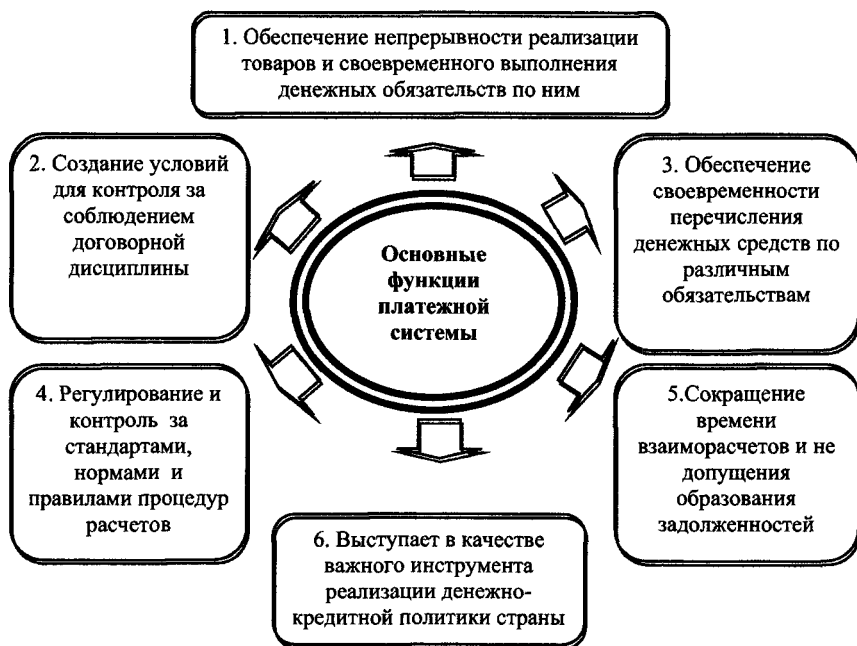 1. Обеспечение непрерывности реализации
товаров и своевременного выполнения
денежных обязательств по ним
2. Создание условий
для контроля за
соблюдением
договорной
дисциплины
3. Обеспечение
своевременности
перечисления
денежных средств по
различным
обязательствам
Основные
функции
платежной
системы
4. Регулирование и
контроль за
стандартами,
нормами и
правилами процедур
расчетов
5.Сокращение
времени
взаиморасчетов и не
допущения
образования
задолженностей
6. Выступает в качестве
важного инструмента
реализации денежно-
кредитной политики страны